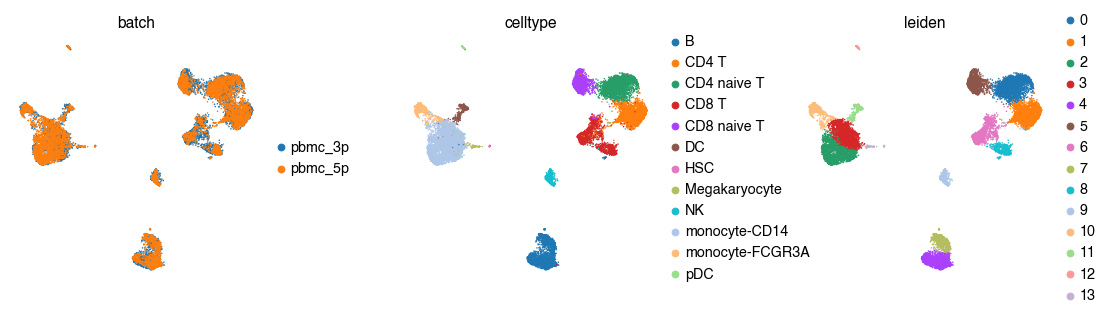 batch
pbmc_3p
pbmc_5p
celltype
B
CD4 T
CD4 naive T
CD8 T
CD8 naive T
DC
HSC
Megakaryocyte
NK
monocyte-CD14
monocyte-FCGR3A
pDC
leiden
0
1
2
3
4
5
6
7
8
9
10
11
12
13